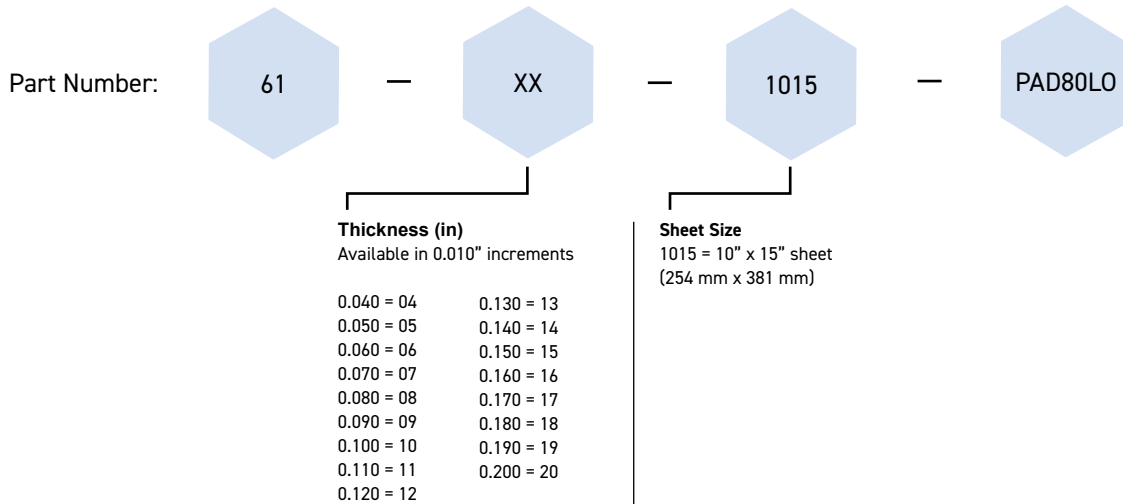 Part Number: 61 – XX – 1015 – PAD80LO
Thickness (in)
Available in 0.010” increments
0.040 = 04
0.050 = 05
0.060 = 06
0.070 = 07
0.080 = 08
0.090 = 09
0.100 = 10
0.110 = 11
0.120 = 12
0.130 = 13
0.140 = 14
0.150 = 15
0.160 = 16
0.170 = 17
0.180 = 18
0.190 = 19
0.200 = 20
Sheet Size
1015 = 10” x 15” sheet
(254 mm x 381 mm)